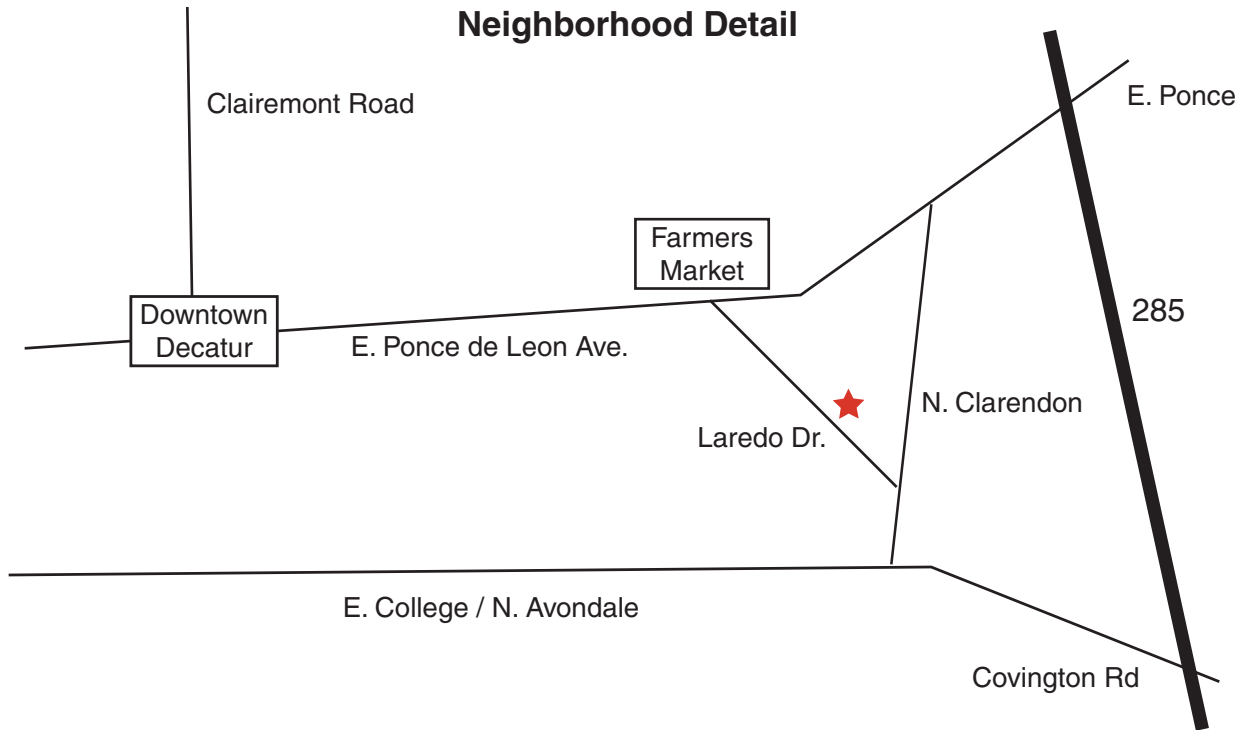 Neighborhood Detail
Clairemont Road
E. Ponce
Farmers
Market
Downtown
Decatur
285
E. Ponce de Leon Ave.
N. Clarendon
Laredo Dr.
E. College / N. Avondale
Covington Rd